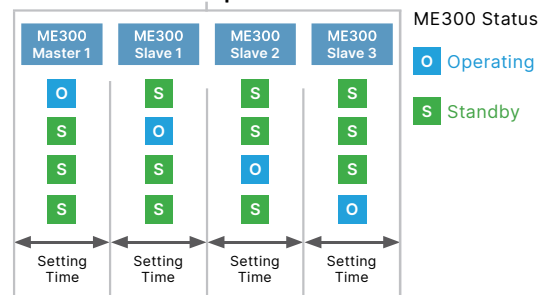 ME300 Status
ME300 ME300 ME300 ME300
Master 1 Slave 1 Slave 2 Slave 3
O Operating
S Standby
O S S S
S O S S
S S O S
S S S O
Setting Setting Setting Setting
Time Time Time Time